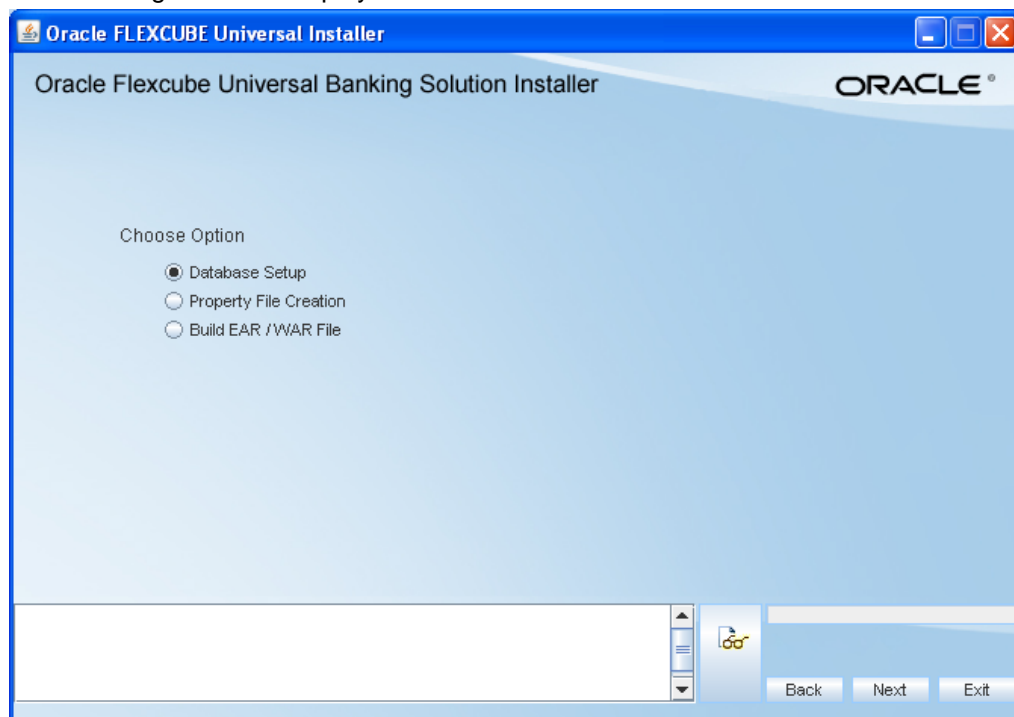 Oracle FLEXCUBE Universal Installer
Oracle Flexcube Universal Banking Solution Installer
ORACLE®
Choose Option
Database Setup
Property File Creation
Build EAR / WAR File
Back Next Exit